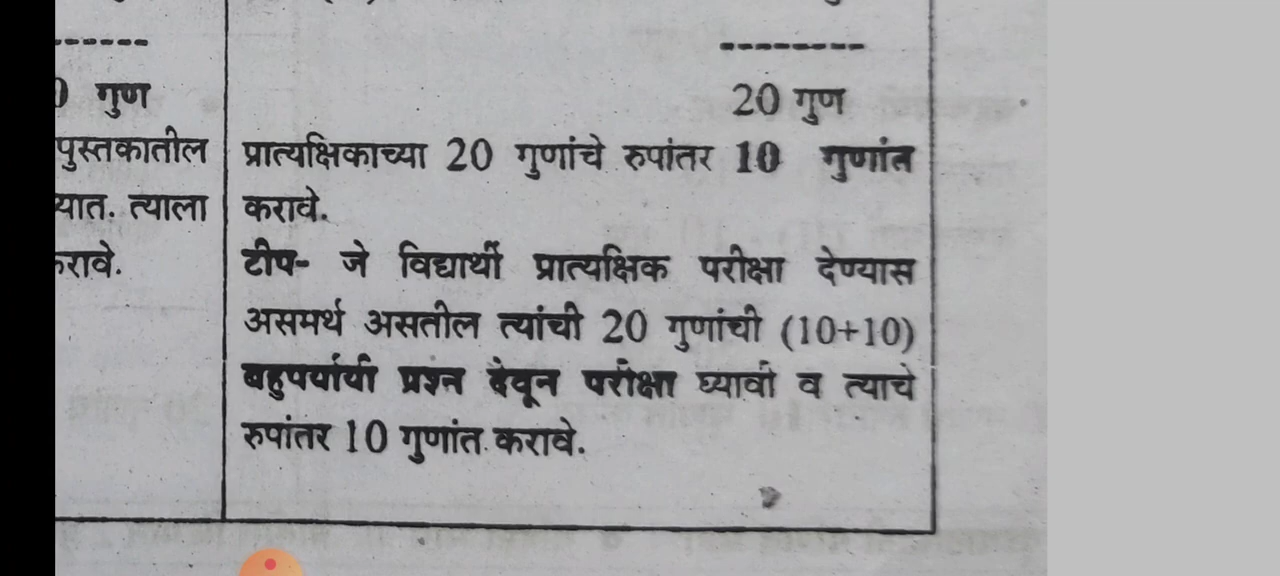 गुण
20 गुण
पुस्तकातील
प्रात्यक्षिकाच्या 20 गुणांचे रुपांतर 10 गुणांत
यात. त्याला
करावे.
रावे.
टीप- जे विद्यार्थी प्रात्यक्षिक परीक्षा देण्यास
असमर्थ असतील त्यांची 20 गुणांची (10+10)
बहुपर्यायी प्रश्न देवून परीक्षा घ्यावी व त्याचे
रुपांतर 10 गुणांत करावे.